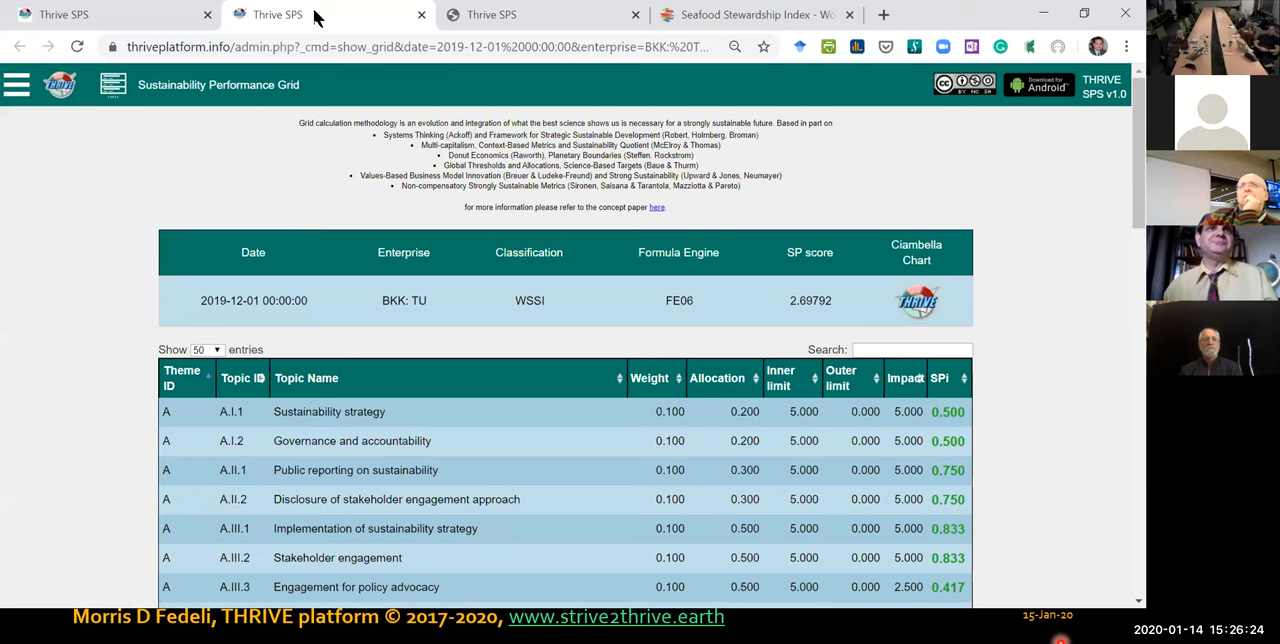 Thrive SPS
Thrive SPS
Thrive SPS
Seafood Stewardship Index - Wo
thriveplatform.info/admin.php?_cmd=show_grid&date=2019-12-01%2000:00:00&enterprise=BKK:%20T...
THRIVE
Sustainability Performance Grid
CC BY NC SA
Download for Android
THRIVE SPS v1.0
Grid calculation methodology is an evolution and integration of what the best science shows us is necessary for a strongly sustainable future. Based in part on
• Systems Thinking (Ackoff) and Framework for Strategic Sustainable Development (Robert, Holmberg, Broman)
• Multi-capitalism, Context-Based Metrics and Sustainability Quotient (McElroy & Thomas)
• Donut Economics (Raworth), Planetary Boundaries (Steffen, Rockstrom)
• Global Thresholds and Allocations, Science-Based Targets (Baue & Thurm)
• Values-Based Business Model Innovation (Breuer & Ludeke-Freund) and Strong Sustainability (Upward & Jones, Neumayer)
• Non-compensatory Strongly Sustainable Metrics (Sironen, Saisana & Tarantola, Mazziotta & Pareto)
for more information.please refer to the concept paper here.
Date Enterprise Classification Formula Engine SP score Ciambella Chart
2019-12-01 00:00:00 BKK: TU WSSI FE06 2.69792 THRIVE
Show 50 entries Search:
Theme ID Topic ID Topic Name Weight Allocation Inner limit Outer limit Impact SPi
A A.I.1 Sustainability strategy 0.100 0.200 5.000 0.000 5.000 0.500
A A.I.2 Governance and accountability 0.100 0.200 5.000 0.000 5.000 0.500
A A.II.1 Public reporting on sustainability 0.100 0.300 5.000 0.000 5.000 0.750
A A.II.2 Disclosure of stakeholder engagement approach 0.100 0.300 5.000 0.000 5.000 0.750
A A.III.1 Implementation of sustainability strategy 0.100 0.500 5.000 0.000 5.000 0.833
A A.III.2 Stakeholder engagement 0.100 0.500 5.000 0.000 5.000 0.833
A A.III.3 Engagement for policy advocacy 0.100 0.500 5.000 0.000 2.500 0.417
Morris D Fedeli, THRIVE platform © 2017-2020, www.strive2thrive.earth
15-Jan-20
2020-01-14 15:26:24